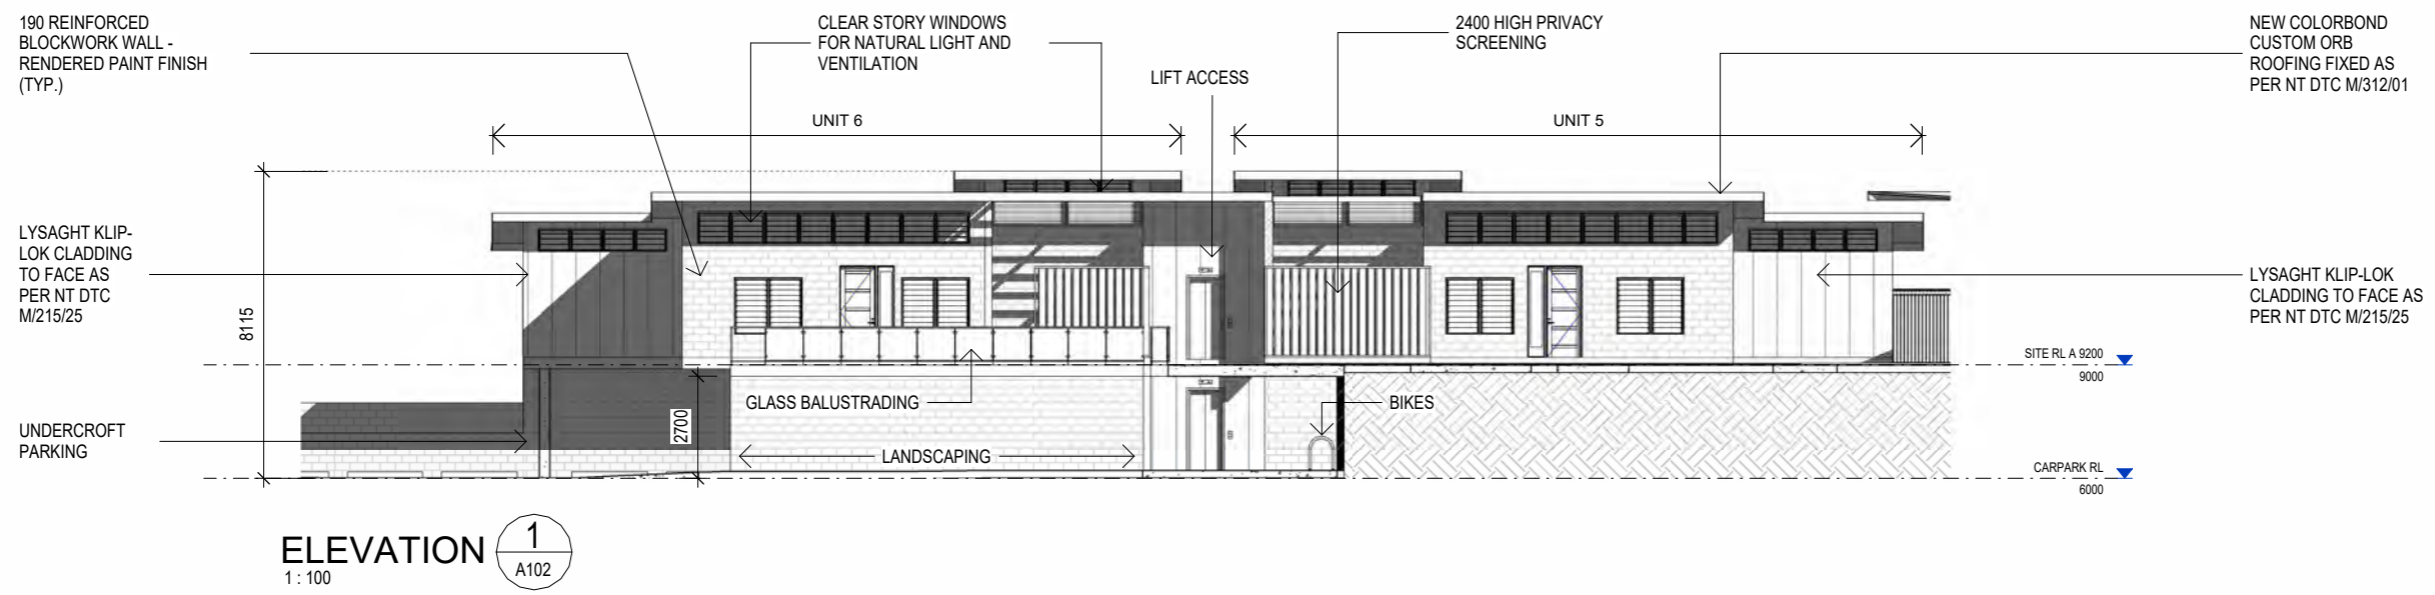 190 REINFORCED
BLOCKWORK WALL -
RENDERED PAINT FINISH
(TYP.)
CLEAR STORY WINDOWS
FOR NATURAL LIGHT AND
VENTILATION
LIFT ACCESS
2400 HIGH PRIVACY
SCREENING
NEW COLORBOND
CUSTOM ORB
ROOFING FIXED AS
PER NT DTC M/312/01
UNIT 6
UNIT 5
LYSAGHT KLIP-
LOK CLADDING
TO FACE AS
PER NT DTC
M/215/25
8115
LYSAGHT KLIP-LOK
CLADDING TO FACE AS
PER NT DTC M/215/25
SITE RL A 9200
9000
GLASS BALUSTRADING
BIKES
2700
UNDERCROFT
PARKING
LANDSCAPING
CARPARK RL
6000
ELEVATION
1 : 100
1
A102